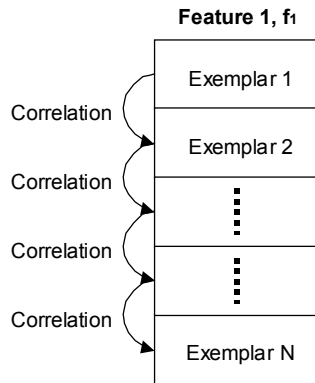 Feature 1, f1
Exemplar 1
Correlation
Exemplar 2
Correlation
Correlation
Correlation
Exemplar N